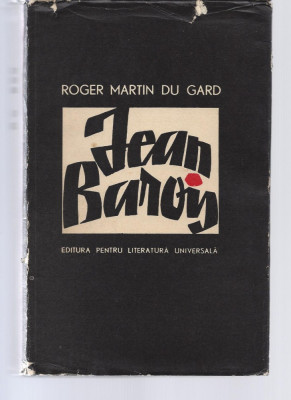 ROGER MARTIN DU GARD
Jean
Barois
EDITURA PENTRU LITERATURA UNIVERSALĂ